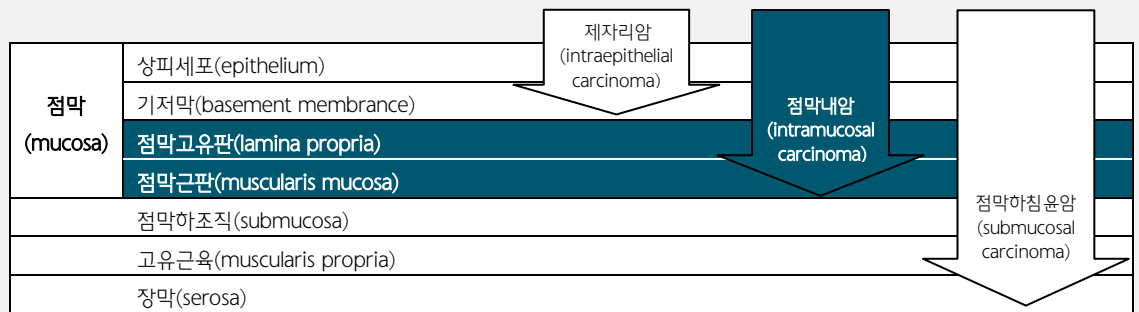 제자리암
(intraepithelial
carcinoma)
상피세포(epithelium)
기저막(basement membrance)
점막
(mucosa)
점막고유판(lamina propria)
점막근판(muscularis mucosa)
점막내암
(intramucosal
carcinoma)
점막하조직(submucosa)
점막하침윤암
(submucosal
carcinoma)
고유근육(muscularis propria)
장막(serosa)